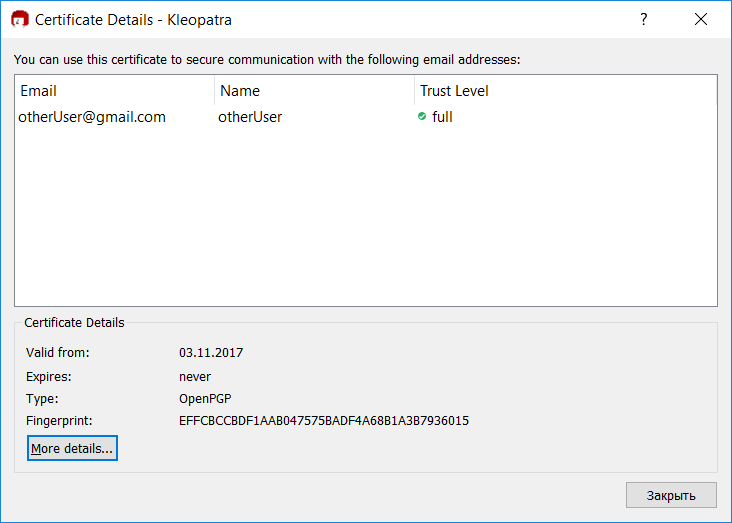 Certificate Details - Kleopatra
?
You can use this certificate to secure communication with the following email addresses:
Email Name Trust Level
otherUser@gmail.com otherUser full
Certificate Details
Valid from: 03.11.2017
Expires: never
Type: OpenPGP
Fingerprint: EFFCBCCBDF1AAB047575BADF4A68B1A3B7936015
More details...
Закрыть